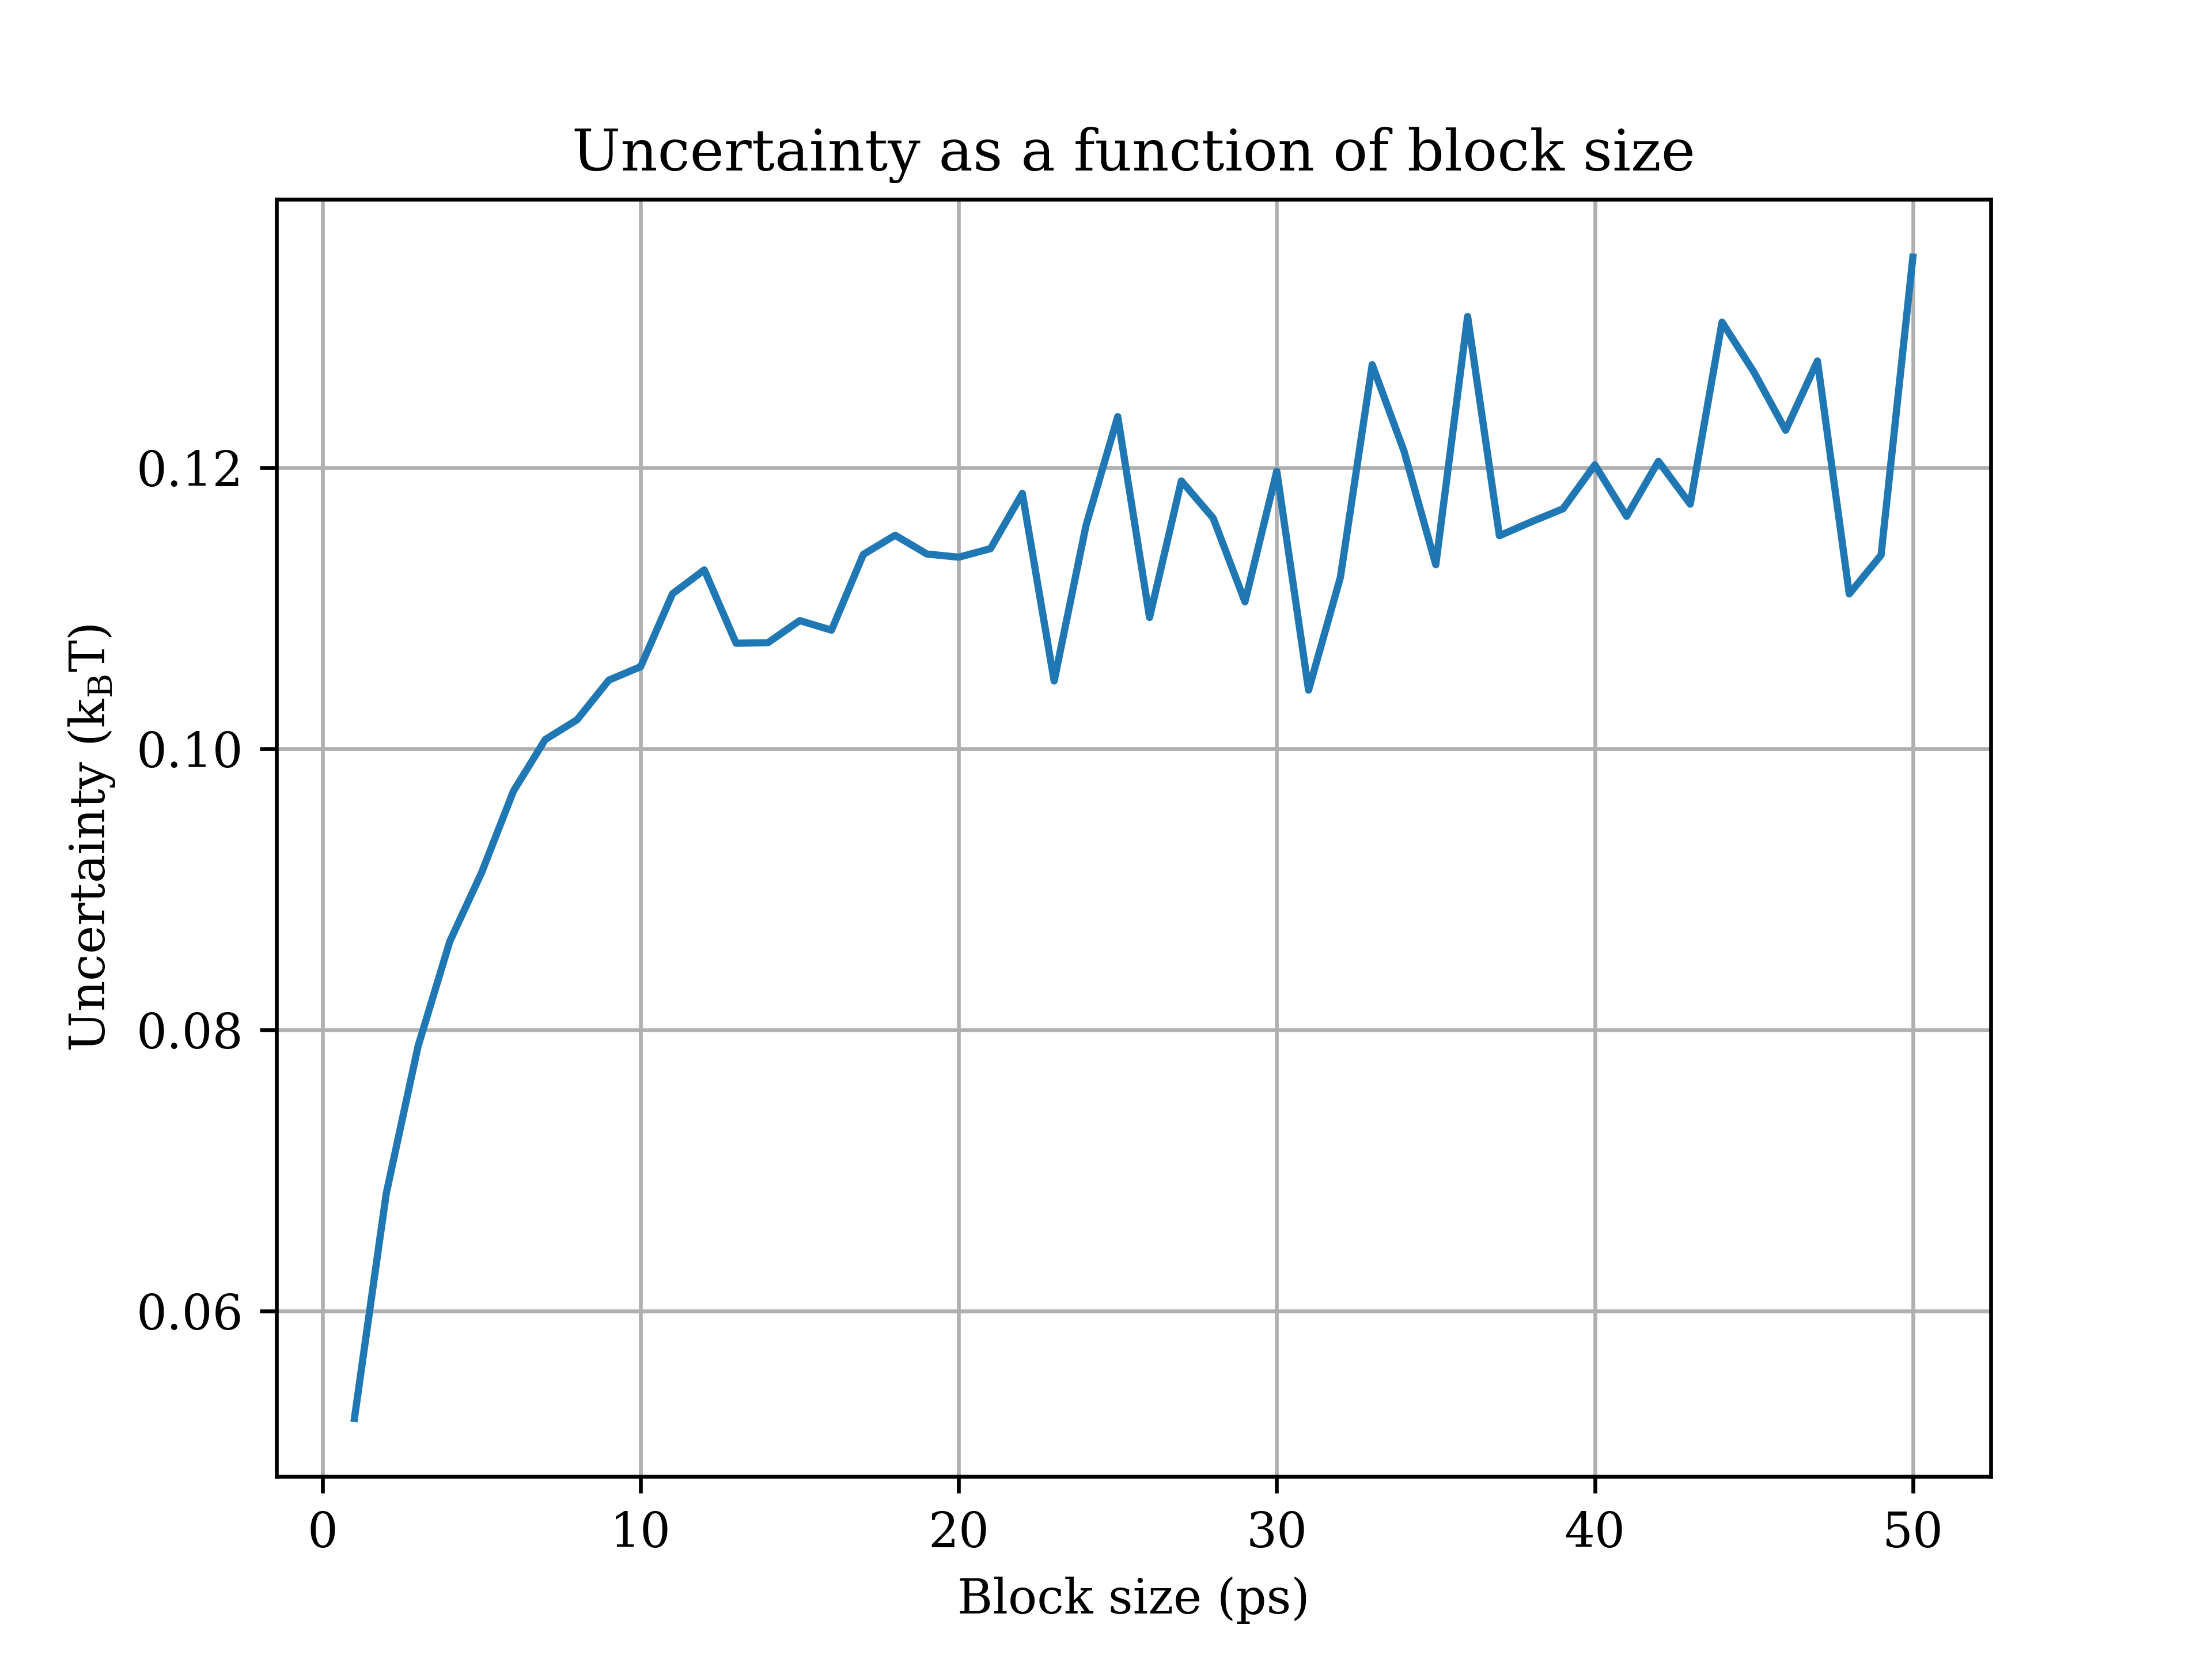 Uncertainty as a function of block size
Uncertainty (k_BT)
0.12
0.10
0.08
0.06
0 10 20 30 40 50
Block size (ps)